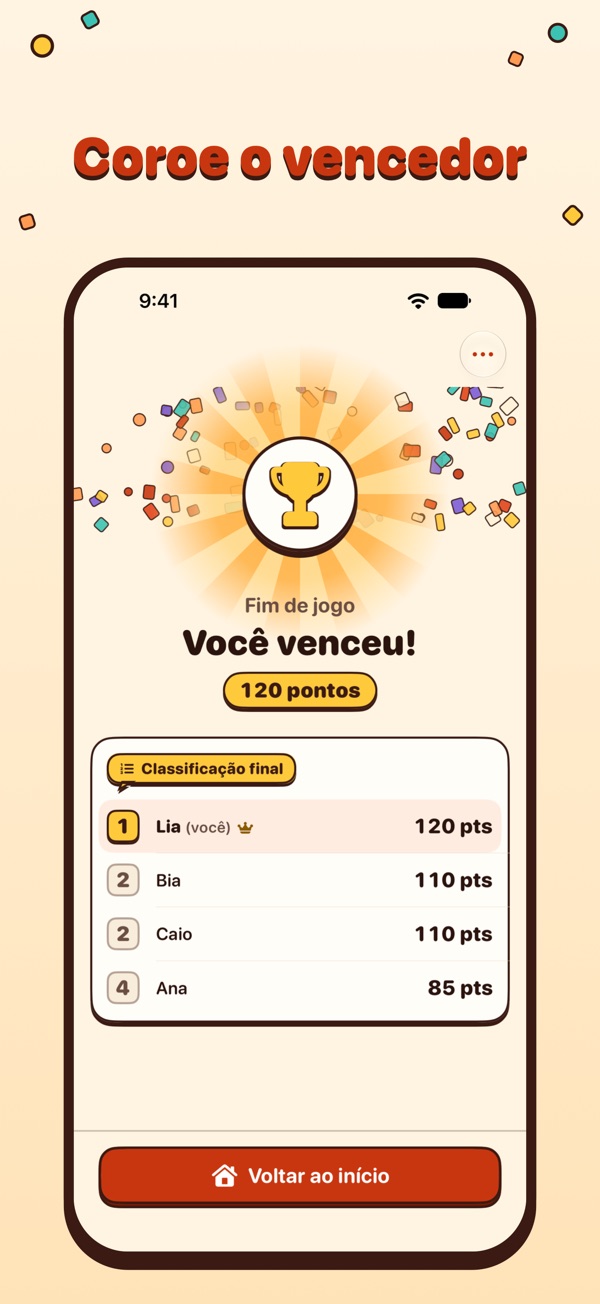 Coroe o vencedor
9:41
Fim de jogo
Você venceu!
120 pontos
Classificação final
1 Lia (você) 120 pts
2 Bia 110 pts
2 Caio 110 pts
4 Ana 85 pts
Voltar ao início